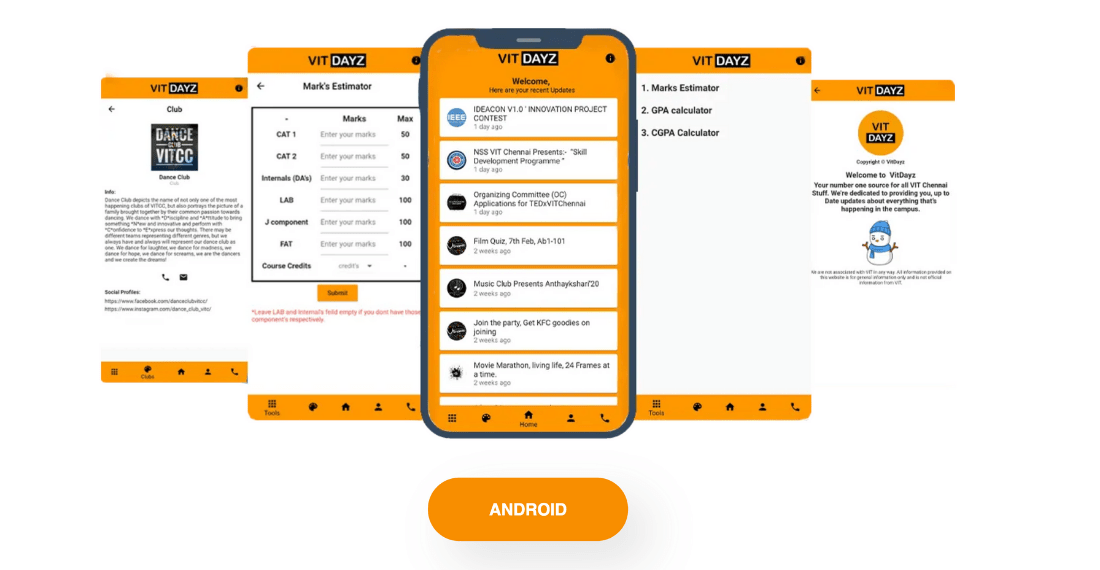 VIT DAYZ
Club
DANCE
CLUB
VITCC
Dance Club
Club
Info:
Dance Club depicts the name of not only one of the most
happening clubs of VITCC, but also portrays the picture of a
family brought together by their common passion towards
dancing. We dance with *D*iscipline and *A*ttitude to bring
something *N*ew and innovative and perform with
*C*onfidence to *E*xpress our thoughts. There may be
different teams representing different genres, but we
always have and always will represent our dance club as
one. We dance for laughter, we dance for madness, we
dance for hope, we dance for screams, we are the dancers
and we create the dreams!
Social Profiles:
https://www.facebook.com/danceclubvitcc/
https://www.instagram.com/dance_club_vitc/
Clubs
VIT DAYZ
Mark's Estimator
- Marks Max
CAT 1 Enter your marks 50
CAT 2 Enter your marks 50
Internals (DA's) Enter your marks 30
LAB Enter your marks 100
J component Enter your marks 100
FAT Enter your marks 100
Course Credits credit's -
Submit
*Leave LAB and Internal's feild empty if you dont have those
component's respectively.
Tools
VIT DAYZ
Welcome,
Here are your recent Updates
IEEE
IDEACON V1.0 ' INNOVATION PROJECT
CONTEST
1 day ago
NSS VIT Chennai Presents:- "Skill
Development Programme "
1 day ago
Organizing Committee (OC)
Applications for TEDxVITChennai
1 day ago
Film Quiz, 7th Feb, Ab1-101
2 weeks ago
Music Club Presents Anthaykshari'20
2 weeks ago
Join the party, Get KFC goodies on
joining
2 weeks ago
Movie Marathon, living life, 24 Frames at
a time.
2 weeks ago
Home
VIT DAYZ
1. Marks Estimator
2. GPA calculator
3. CGPA Calculator
Tools
VIT DAYZ
VIT
DAYZ
Copyright © VitDayz
Welcome to VitDayz
Your number one source for all VIT Chennai
Stuff. We're dedicated to providing you, up to
Date updates about everything that's
happening in the campus.
We are not associated with VIT in any way. All information provided on
this website is for general information only and is not official
information from VIT.
ANDROID